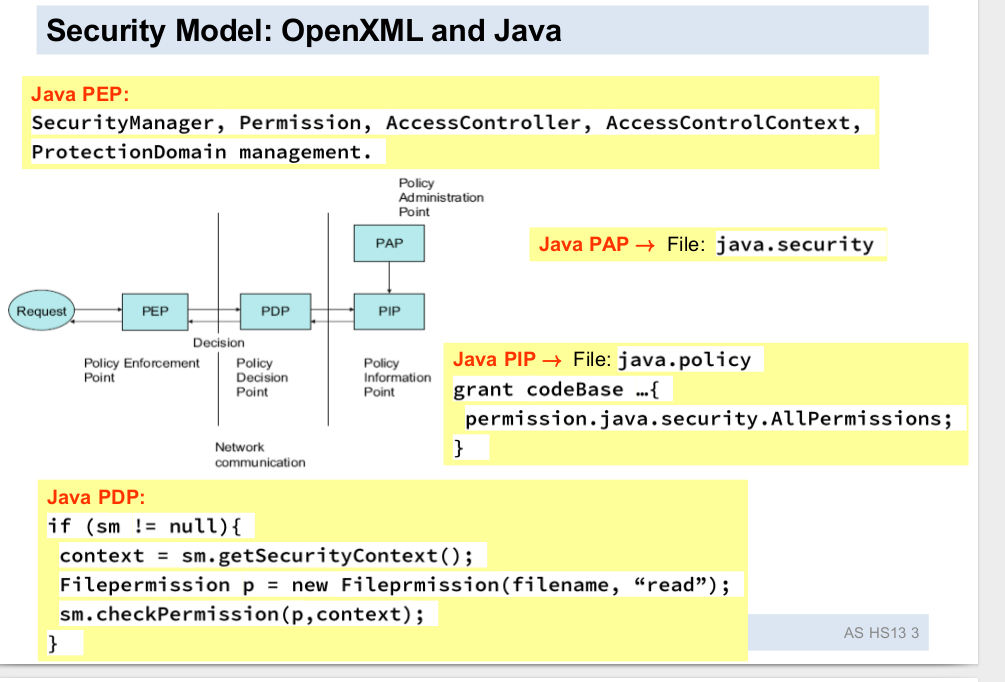 Security Model: OpenXML and Java
Java PEP:
SecurityManager, Permission, AccessController, AccessControlContext,
ProtectionDomain management.
Policy
Administration
Point
PAP
Java PAP → File: java.security
Request
PEP
PDP
PIP
Decision
Policy Enforcement
Point
Policy
Decision
Point
Policy
Information
Point
Network
communication
Java PIP → File: java.policy
grant codeBase …{
permission.java.security.AllPermissions;
}
Java PDP:
if (sm != null){
context = sm.getSecurityContext();
Filepermission p = new Fileprmission(filename, “read”);
sm.checkPermission(p,context);
}
AS HS13 3